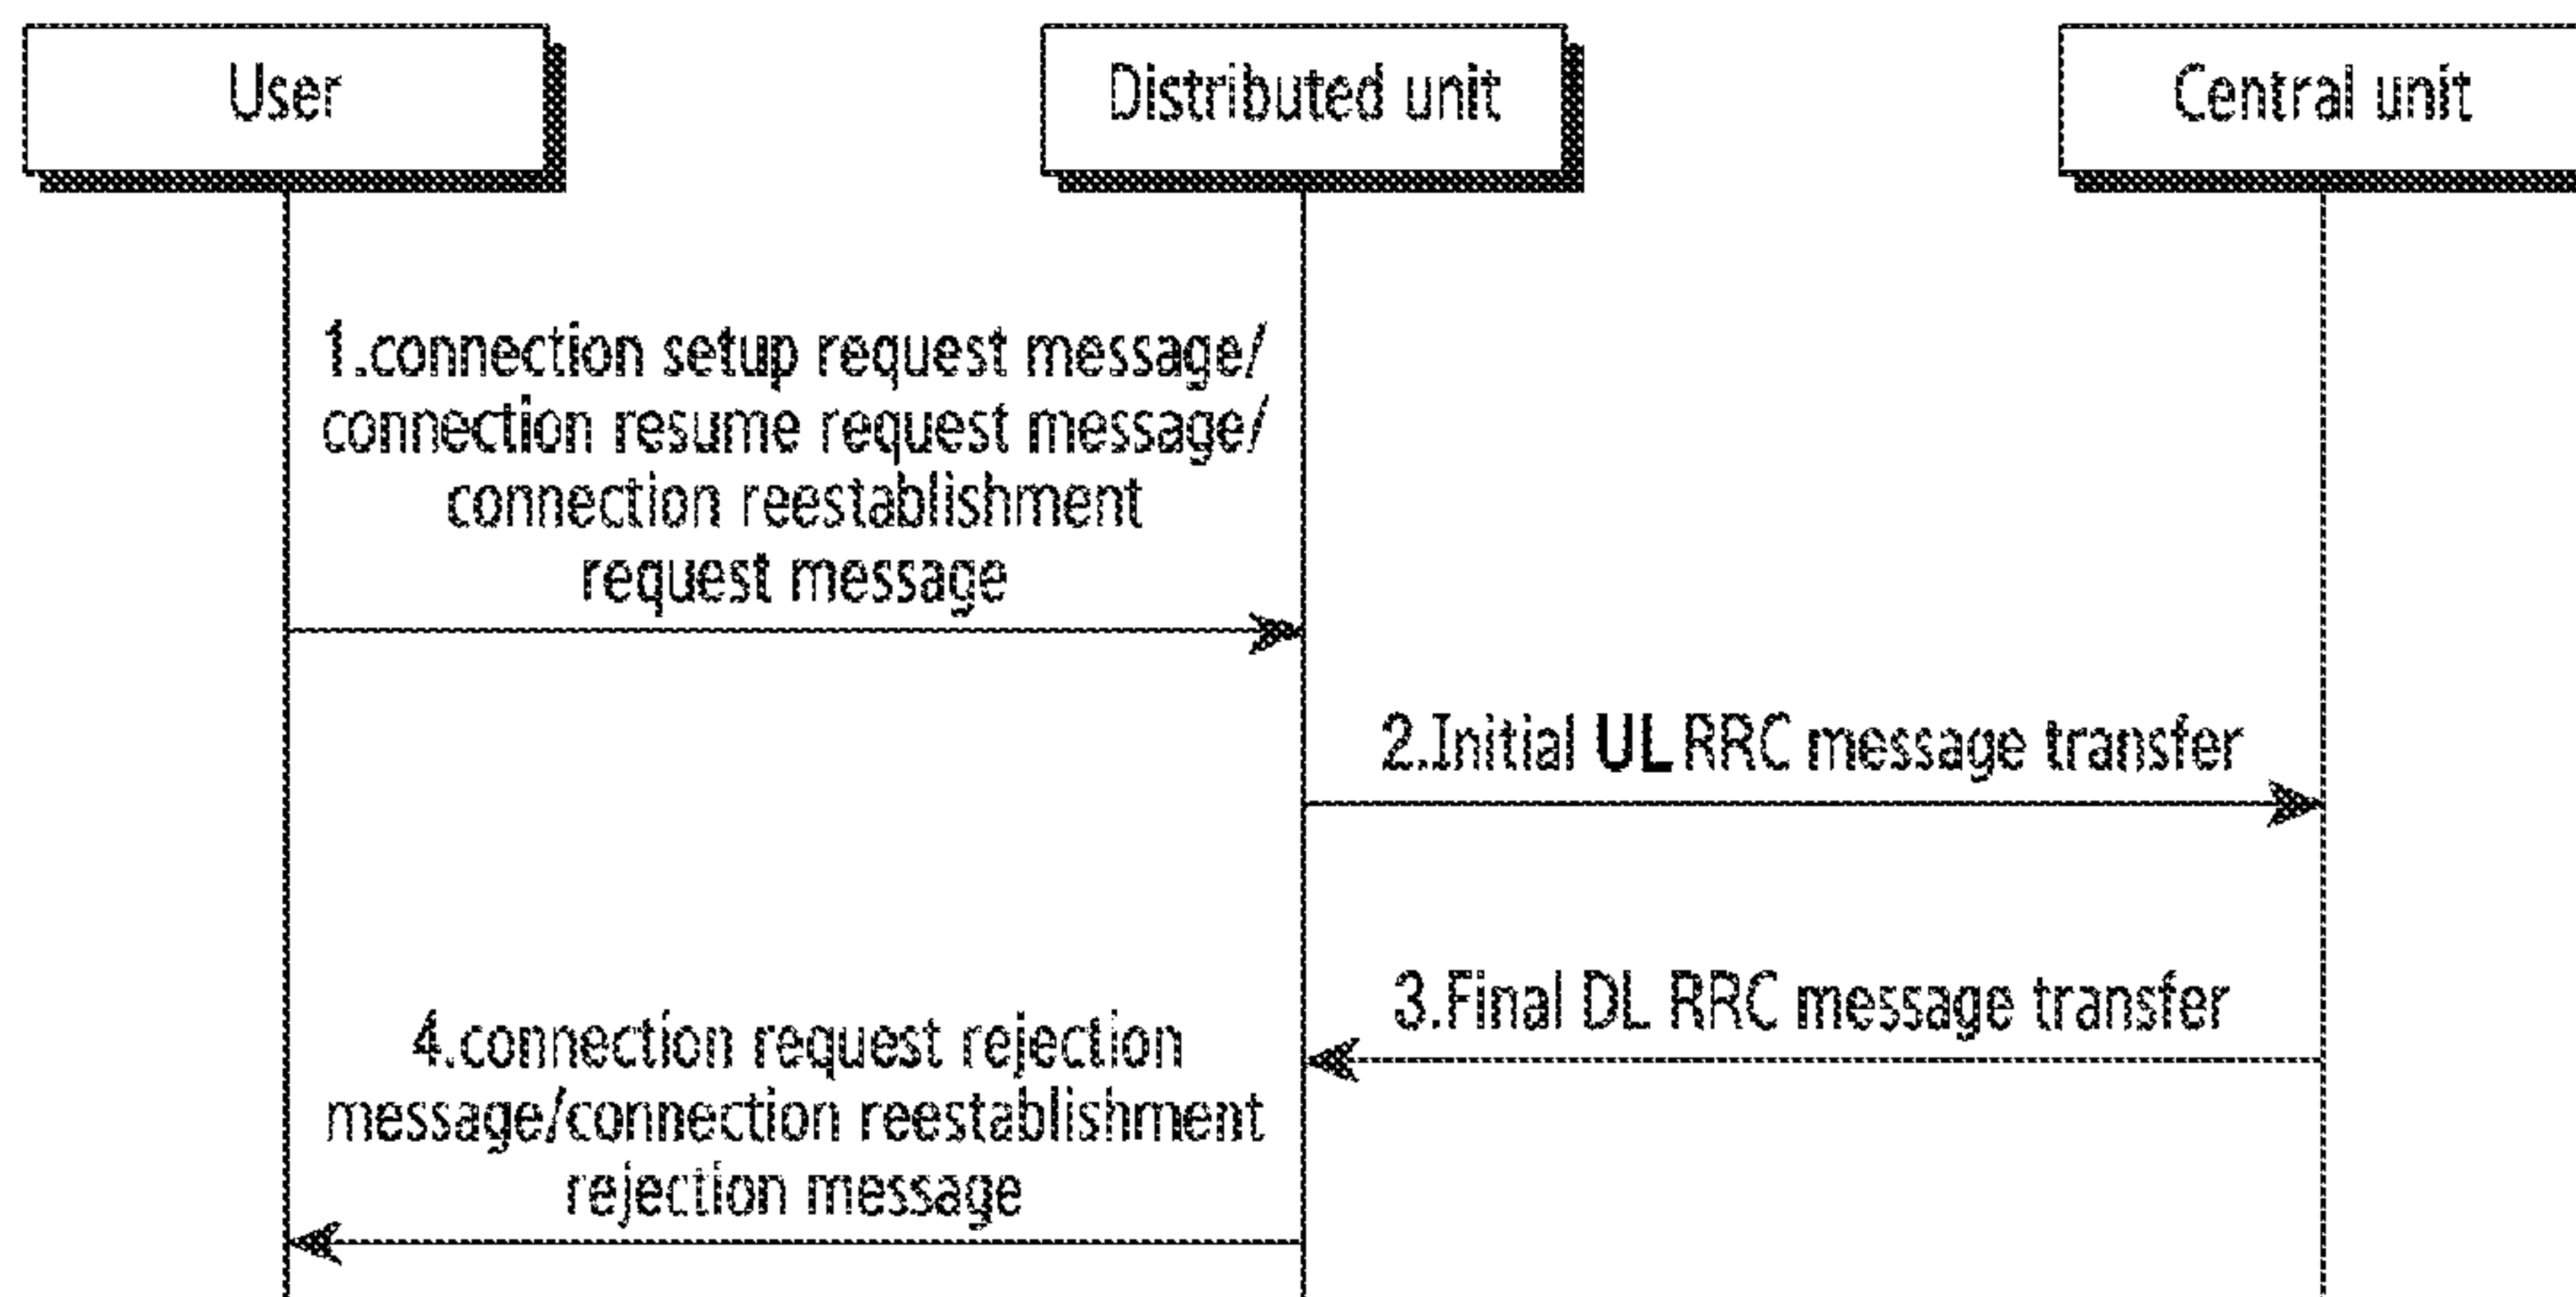 User
Distributed unit
Central unit
1.connection setup request message/
connection resume request message/
connection reestablishment
request message
2.Initial UL RRC message transfer
3.Final DL RRC message transfer
4.connection request rejection
message/connection reestablishment
rejection message